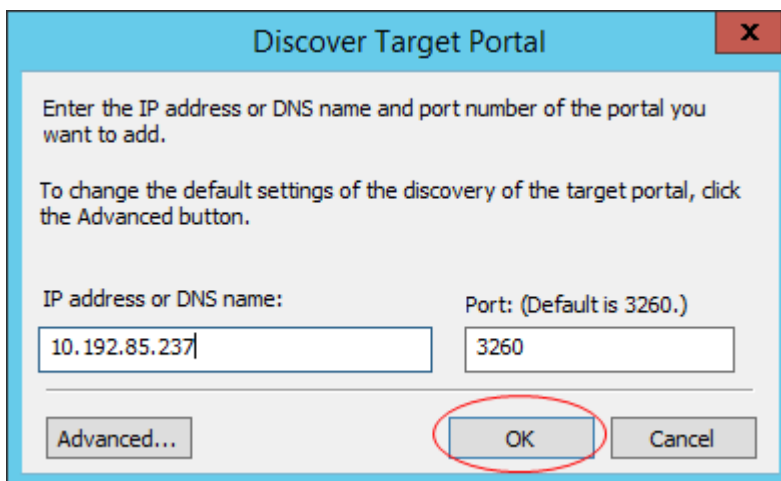 Discover Target Portal
x
Enter the IP address or DNS name and port number of the portal you
want to add.
To change the default settings of the discovery of the target portal, click
the Advanced button.
IP address or DNS name:
Port: (Default is 3260.)
10.192.85.237
3260
Advanced...
OK
Cancel